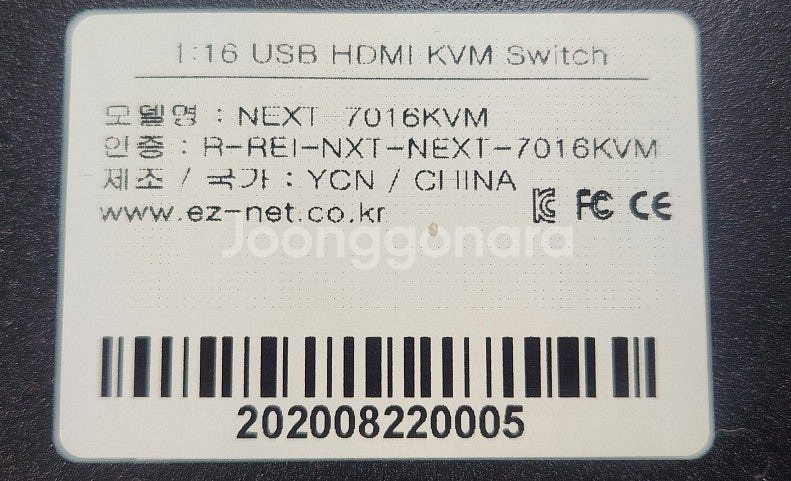 1:16 USB HDMI KVM Switch
모델명 : NEXT-7016KVM
인증 : R-REI-NXT-NEXT-7016KVM
제조 / 국가 : YCN / CHINA
www.ez-net.co.kr
FC CE
Joonggonara
202008220005